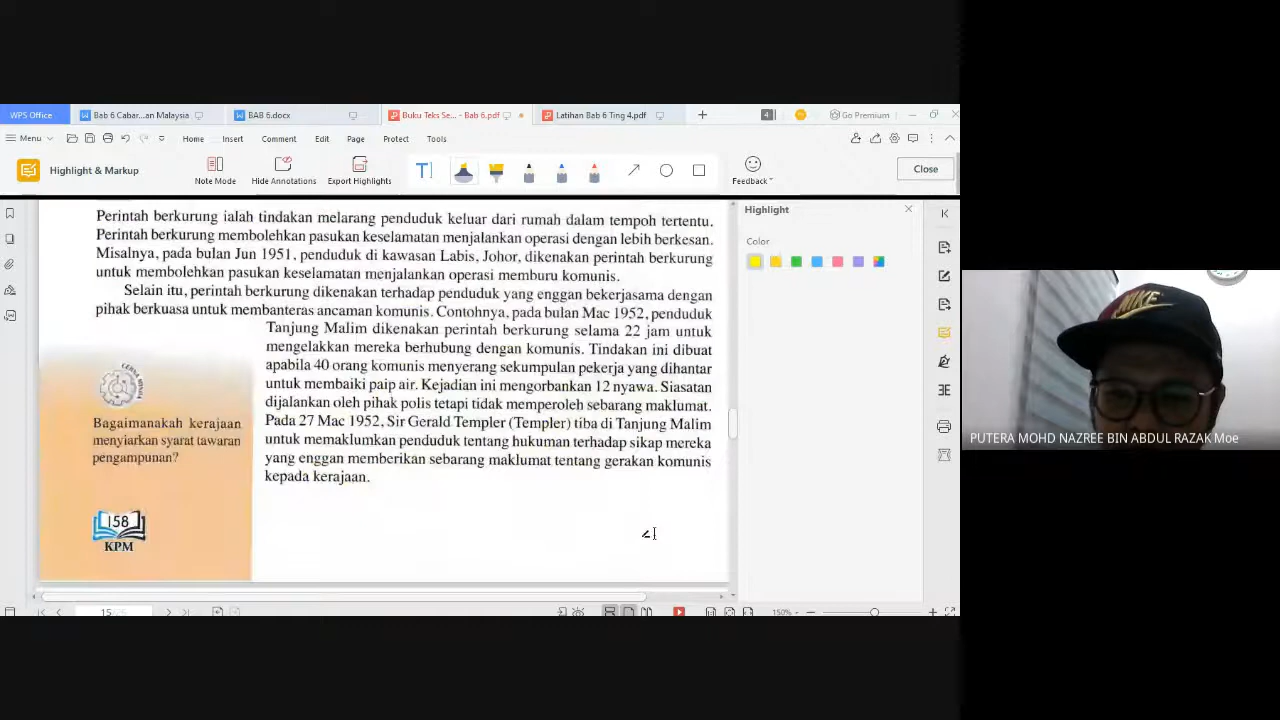 WPS Office
Bab 6 Cabar...an Malaysia
BAB 6.docx
Buku Teks Se... - Bab 6.pdf
Latihan Bab 6 Ting 4.pdf
4
Go Premium
Menu
Home
Insert
Comment
Edit
Page
Protect
Tools
Highlight & Markup
Note Mode
Hide Annotations
Export Highlights
T
Feedback
Close
Perintah berkurung ialah tindakan melarang penduduk keluar dari rumah dalam tempoh tertentu.
Perintah berkurung membolehkan pasukan keselamatan menjalankan operasi dengan lebih berkesan.
Misalnya, pada bulan Jun 1951, penduduk di kawasan Labis, Johor, dikenakan perintah berkurung
untuk membolehkan pasukan keselamatan menjalankan operasi memburu komunis.
Selain itu, perintah berkurung dikenakan terhadap penduduk yang enggan bekerjasama dengan
pihak berkuasa untuk membanteras ancaman komunis. Contohnya, pada bulan Mac 1952, penduduk
Tanjung Malim dikenakan perintah berkurung selama 22 jam untuk
mengelakkan mereka berhubung dengan komunis. Tindakan ini dibuat
apabila 40 orang komunis menyerang sekumpulan pekerja yang dihantar
untuk membaiki paip air. Kejadian ini mengorbankan 12 nyawa. Siasatan
dijalankan oleh pihak polis tetapi tidak memperoleh sebarang maklumat.
Pada 27 Mac 1952, Sir Gerald Templer (Templer) tiba di Tanjung Malim
untuk memaklumkan penduduk tentang hukuman terhadap sikap mereka
yang enggan memberikan sebarang maklumat tentang gerakan komunis
kepada kerajaan.
Bagaimanakah kerajaan
menyiarkan syarat tawaran
pengampunan?
158
KPM
Highlight
Color
150%
NIKE
PUTERA MOHD NAZREE BIN ABDUL RAZAK Moe